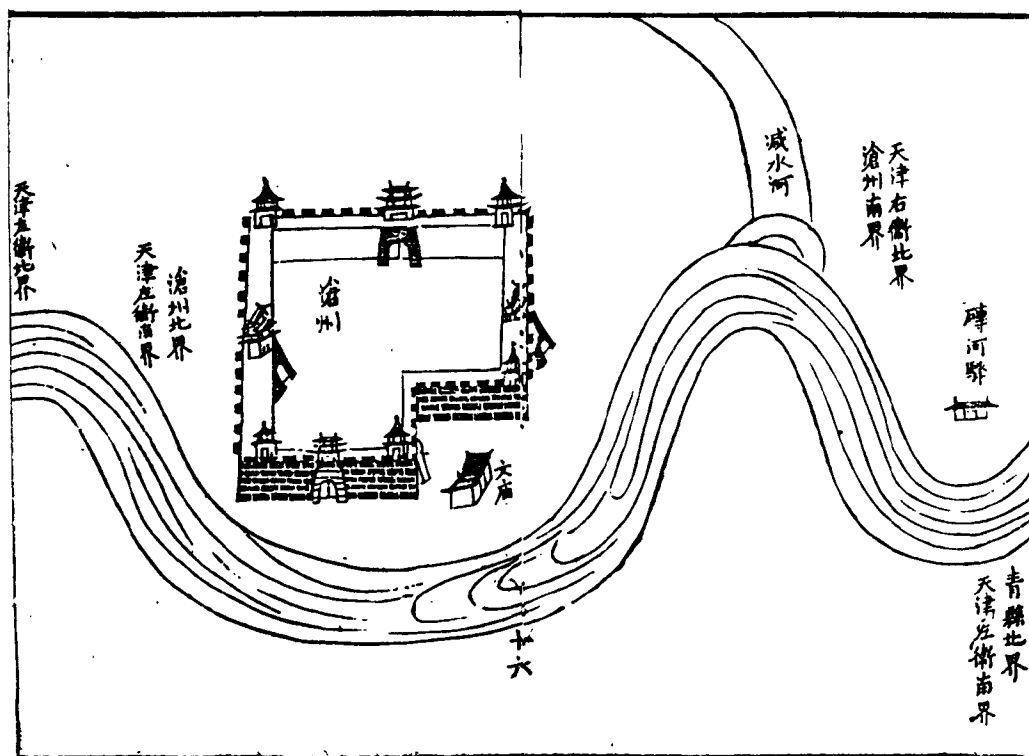 減水河
天津右衛北界
滄州南界
磚河驛
青縣北界
天津左衛南界
滄州
文庙
十六
滄州北界
天津左衛南界
天津左衛北界